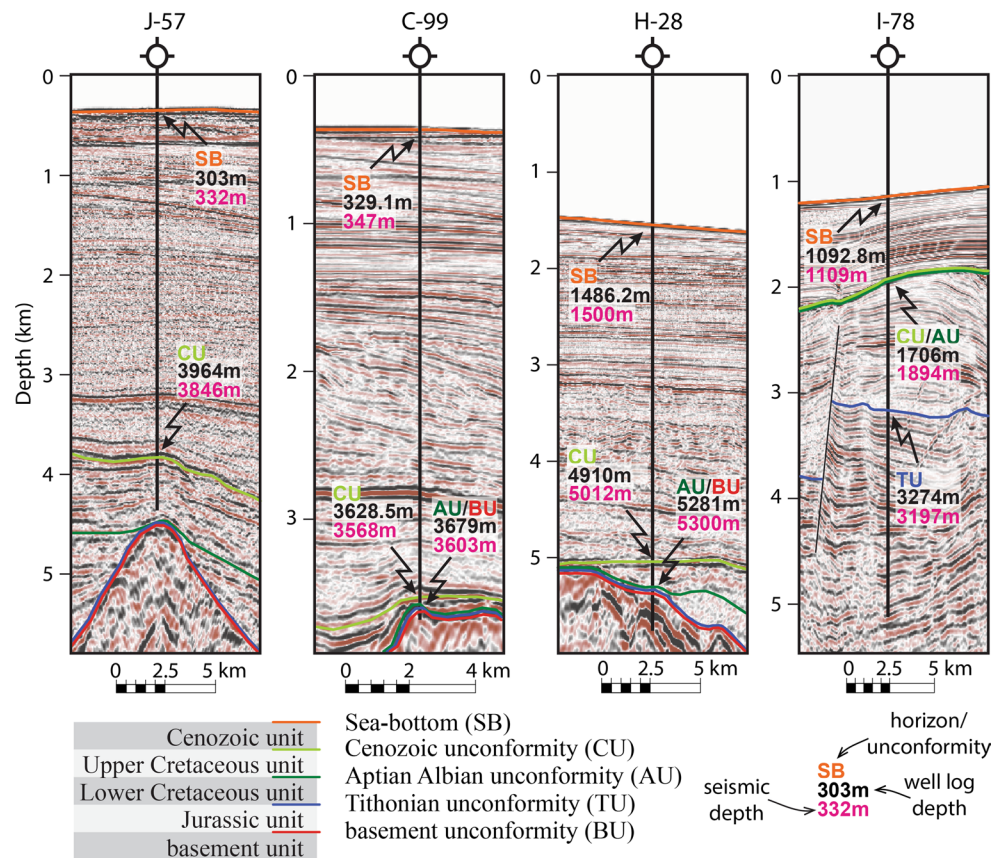 J-57
C-99
H-28
I-78
Depth (km)
0
1
2
3
4
5
SB
303m
332m
CU
3964m
3846m
0 2.5 5 km
0
1
2
3
SB
329.1m
347m
CU
3628.5m
3568m
AU/BU
3679m
3603m
0 2 4 km
0
1
2
3
4
5
SB
1486.2m
1500m
CU
4910m
5012m
AU/BU
5281m
5300m
0 2.5 5 km
0
1
2
3
4
5
SB
1092.8m
1109m
CU/AU
1706m
1894m
TU
3274m
3197m
0 2.5 5 km
Cenozoic unit
Upper Cretaceous unit
Lower Cretaceous unit
Jurassic unit
basement unit
Sea-bottom (SB)
Cenozoic unconformity (CU)
Aptian Albian unconformity (AU)
Tithonian unconformity (TU)
basement unconformity (BU)
horizon/
unconformity
SB
303m
332m
well log
depth
seismic
depth